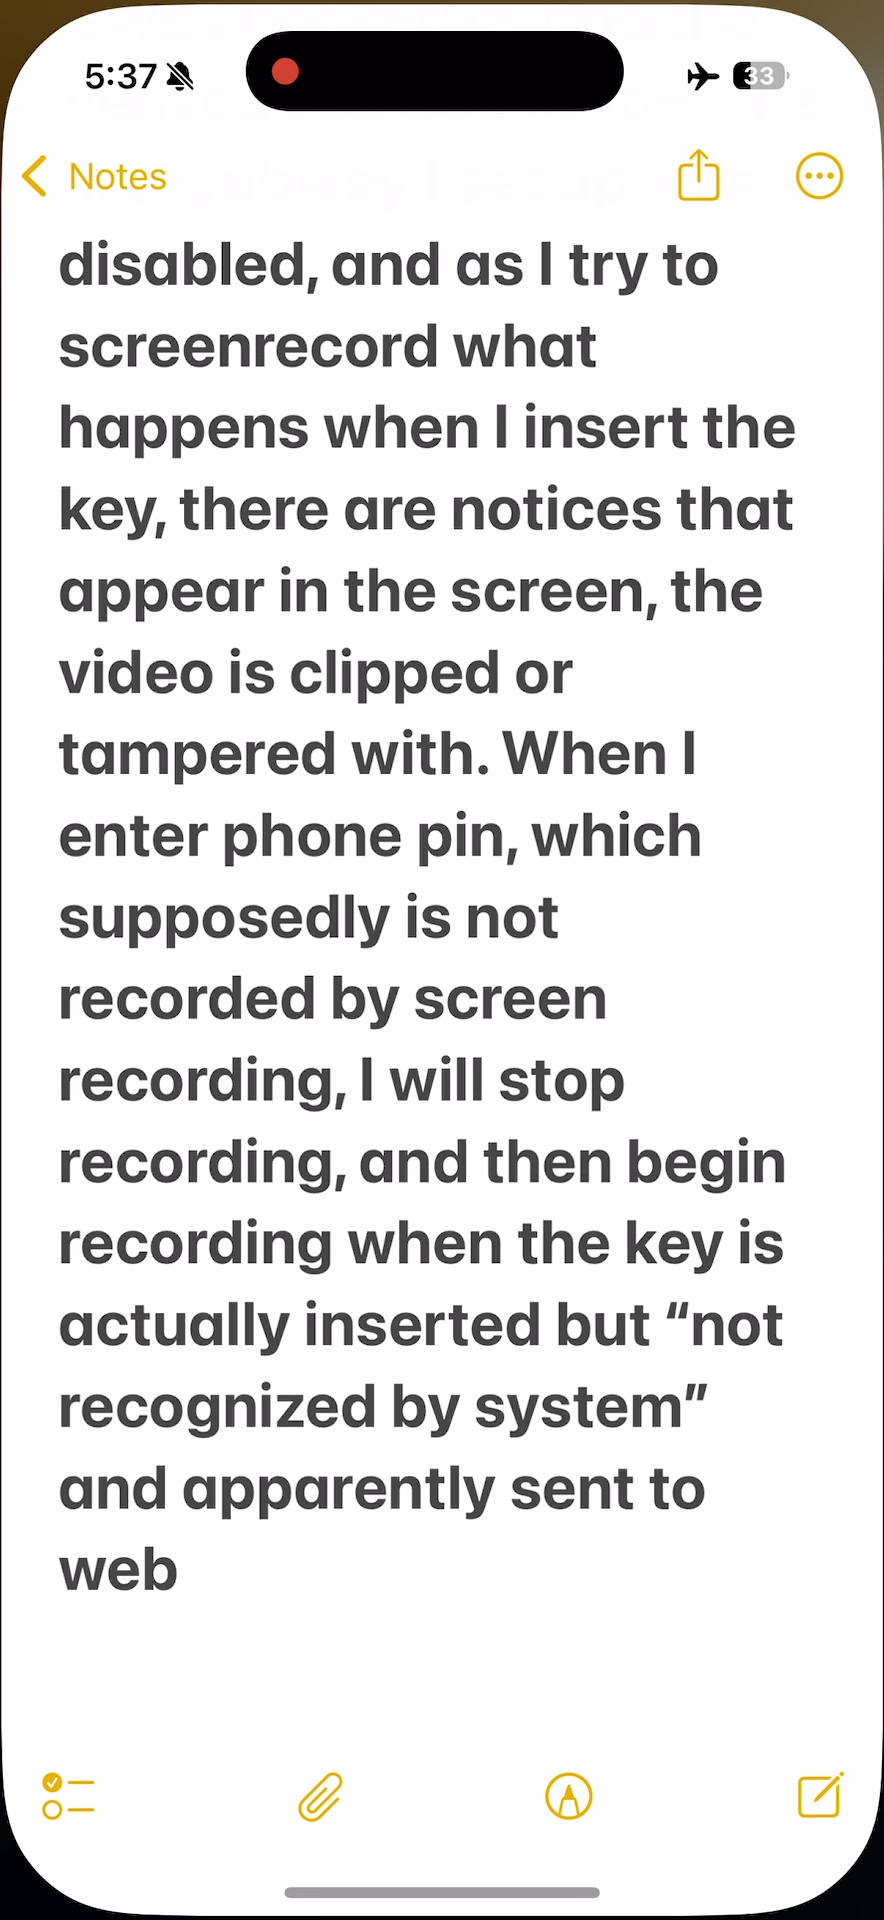 5:37
33
Notes
disabled, and as I try to
screenrecord what
happens when I insert the
key, there are notices that
appear in the screen, the
video is clipped or
tampered with. When I
enter phone pin, which
supposedly is not
recorded by screen
recording, I will stop
recording, and then begin
recording when the key is
actually inserted but “not
recognized by system”
and apparently sent to
web